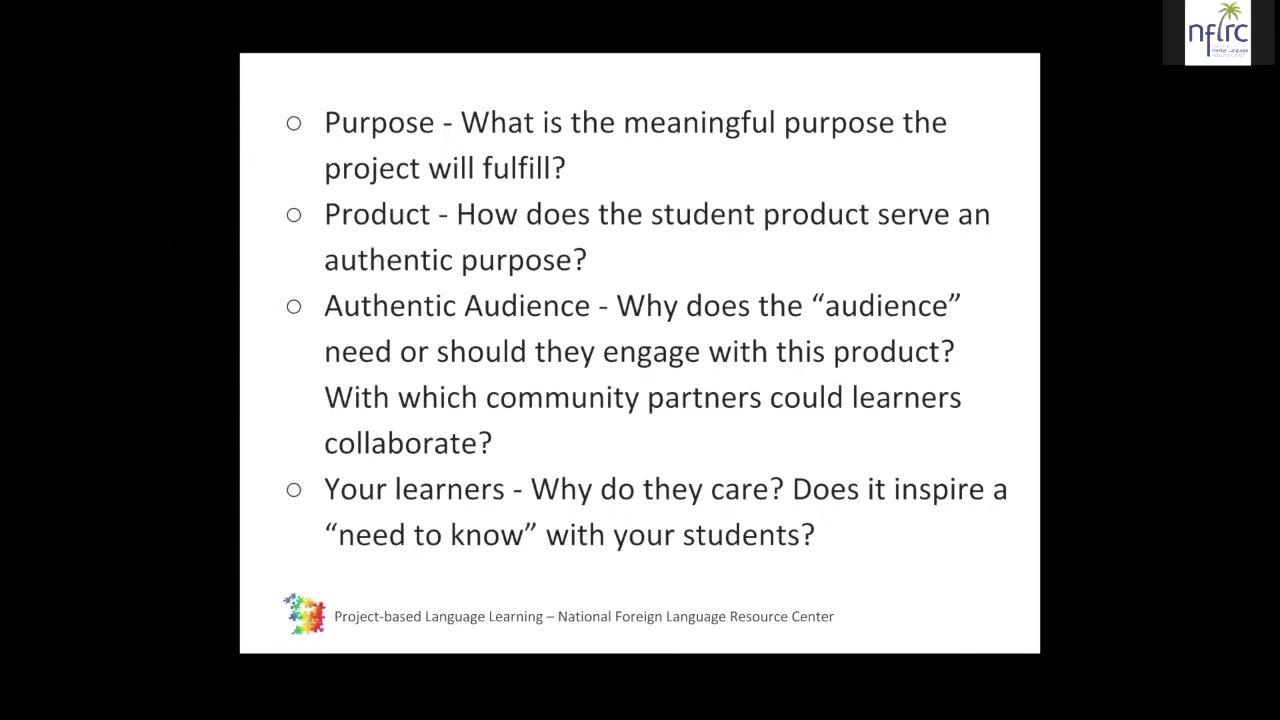 nflrc
Foreign Language
○ Purpose - What is the meaningful purpose the
project will fulfill?
○ Product - How does the student product serve an
authentic purpose?
○ Authentic Audience - Why does the “audience”
need or should they engage with this product?
With which community partners could learners
collaborate?
○ Your learners - Why do they care? Does it inspire a
“need to know” with your students?
Project-based Language Learning – National Foreign Language Resource Center